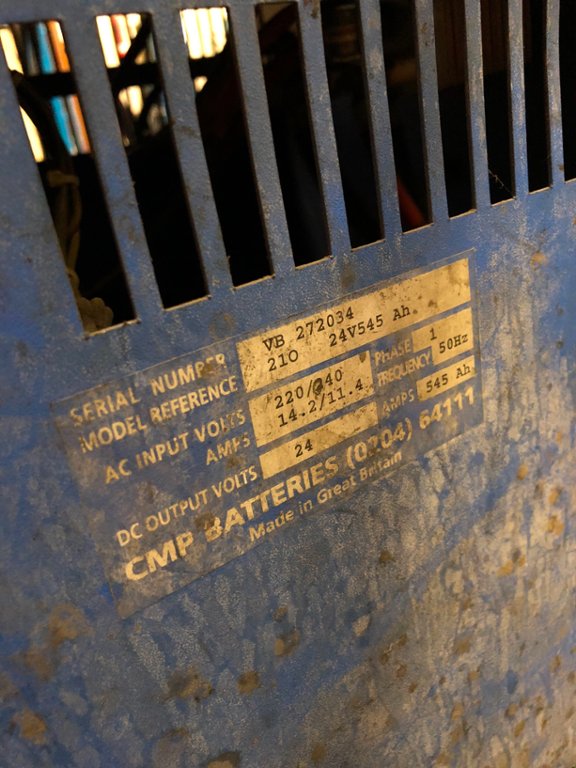 SERIAL NUMBER VB 272034
MODEL REFERENCE 210 24V545 Ah.
AC INPUT VOLTS 220/240 PHASE 1
AMPS 14.2/11.4 FREQUENCY 50Hz
DC OUTPUT VOLTS 24 AMPS 545 Ah
CMP BATTERIES (0204) 64111
Made in Great Britain